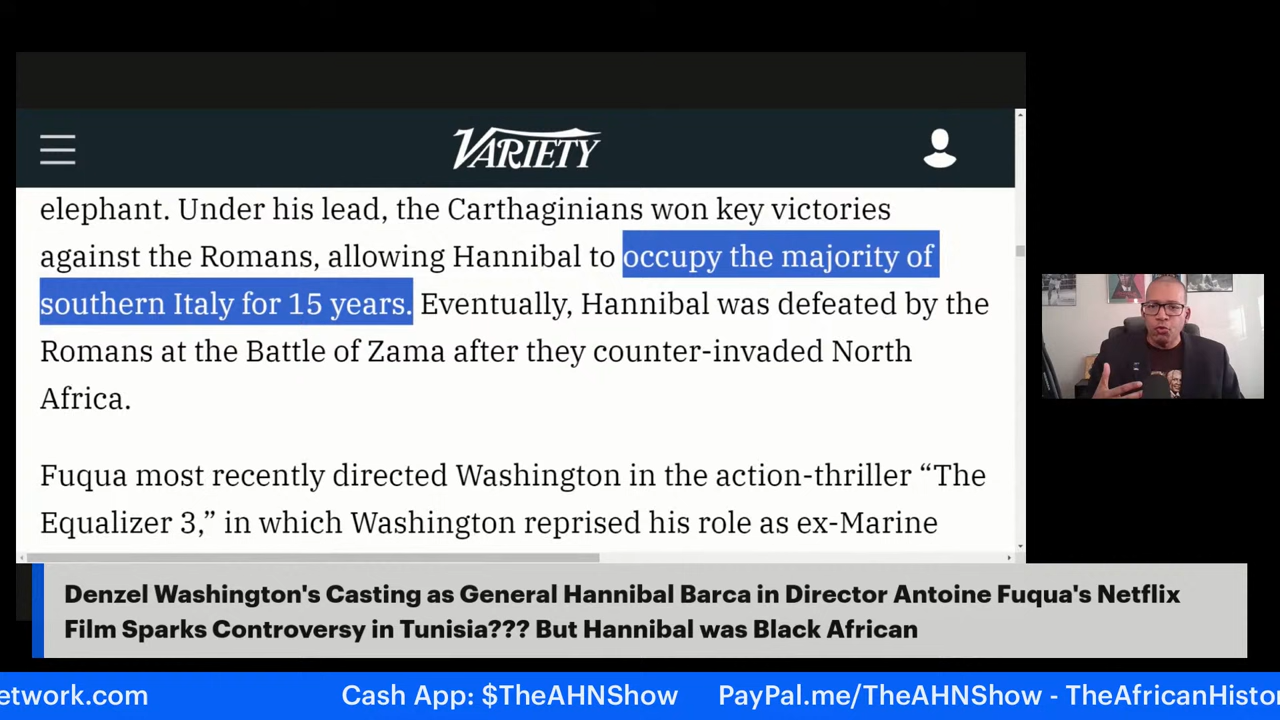 VARIETY
elephant. Under his lead, the Carthaginians won key victories
against the Romans, allowing Hannibal to occupy the majority of
southern Italy for 15 years. Eventually, Hannibal was defeated by the
Romans at the Battle of Zama after they counter-invaded North
Africa.
Fuqua most recently directed Washington in the action-thriller “The
Equalizer 3,” in which Washington reprised his role as ex-Marine
Denzel Washington's Casting as General Hannibal Barca in Director Antoine Fuqua's Netflix
Film Sparks Controversy in Tunisia??? But Hannibal was Black African
etwork.com Cash App: $TheAHNShow PayPal.me/TheAHNShow - TheAfricanHisto